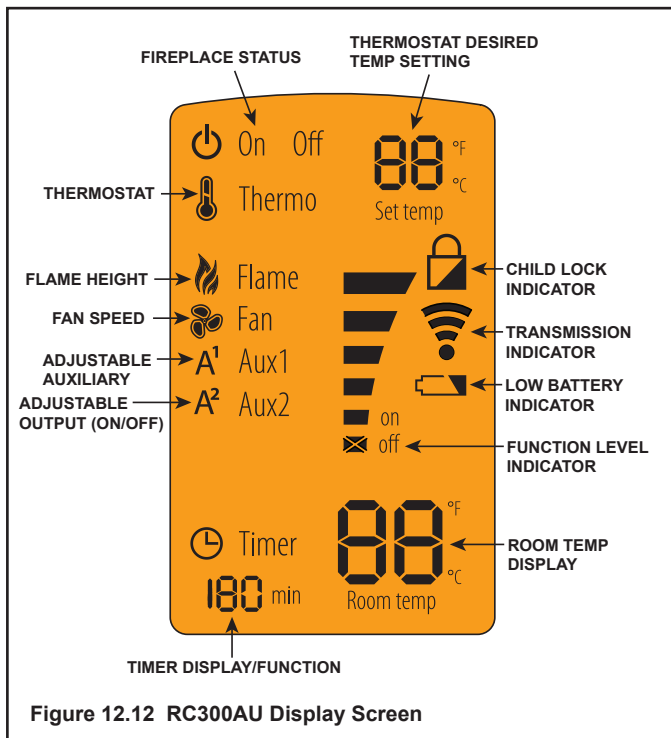 FIREPLACE STATUS
THERMOSTAT DESIRED
TEMP SETTING
On Off
88 °F
°C
Set temp
THERMOSTAT
Thermo
FLAME HEIGHT
Flame
CHILD LOCK
INDICATOR
FAN SPEED
Fan
TRANSMISSION
INDICATOR
ADJUSTABLE
AUXILIARY
A¹ Aux1
LOW BATTERY
INDICATOR
ADJUSTABLE
OUTPUT (ON/OFF)
A² Aux2
on
off
FUNCTION LEVEL
INDICATOR
Timer
180 min
88 °F
°C
Room temp
ROOM TEMP
DISPLAY
TIMER DISPLAY/FUNCTION
Figure 12.12 RC300AU Display Screen